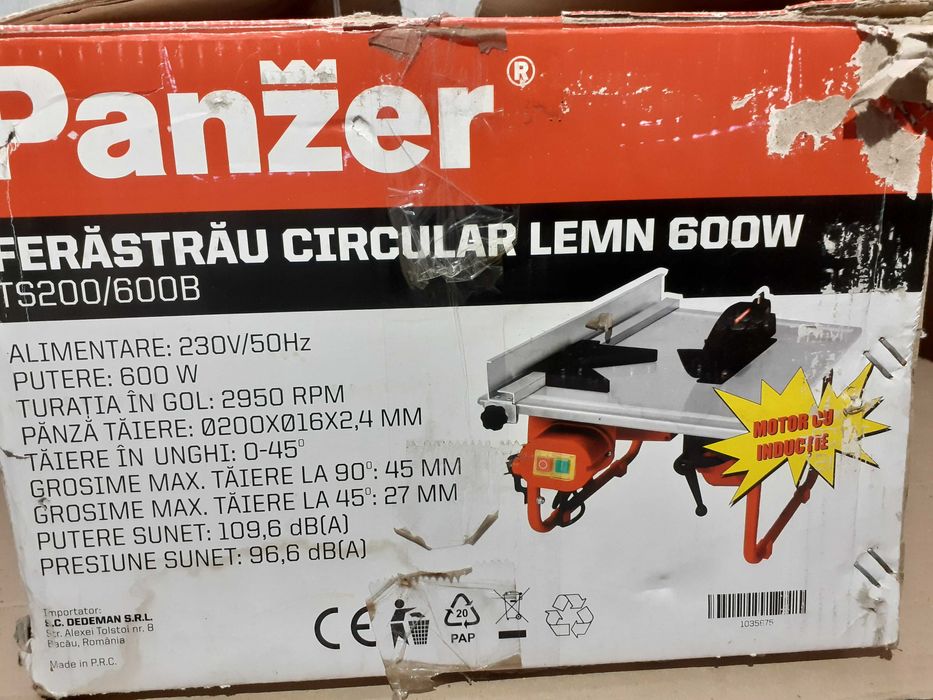 Panzer®
FERĂSTRĂU CIRCULAR LEMN 600W
TS200/600B
ALIMENTARE: 230V/50Hz
PUTERE: 600 W
TURAȚIA ÎN GOL: 2950 RPM
PĂNZĂ TĂIERE: Ø200XØ16X2,4 MM
TĂIERE ÎN UNGHI: 0-45°
GROSIME MAX. TĂIERE LA 90°: 45 MM
GROSIME MAX. TĂIERE LA 45°: 27 MM
PUTERE SUNET: 109,6 dB(A)
PRESIUNE SUNET: 96,6 dB(A)
MOTOR CU
INDUCȚIE
Importator:
S.C. DEDEMAN S.R.L.
Str. Alexei Tolstoi nr. 8
Bacău, România
Made in P.R.C.
CE
20
PAP
1035675